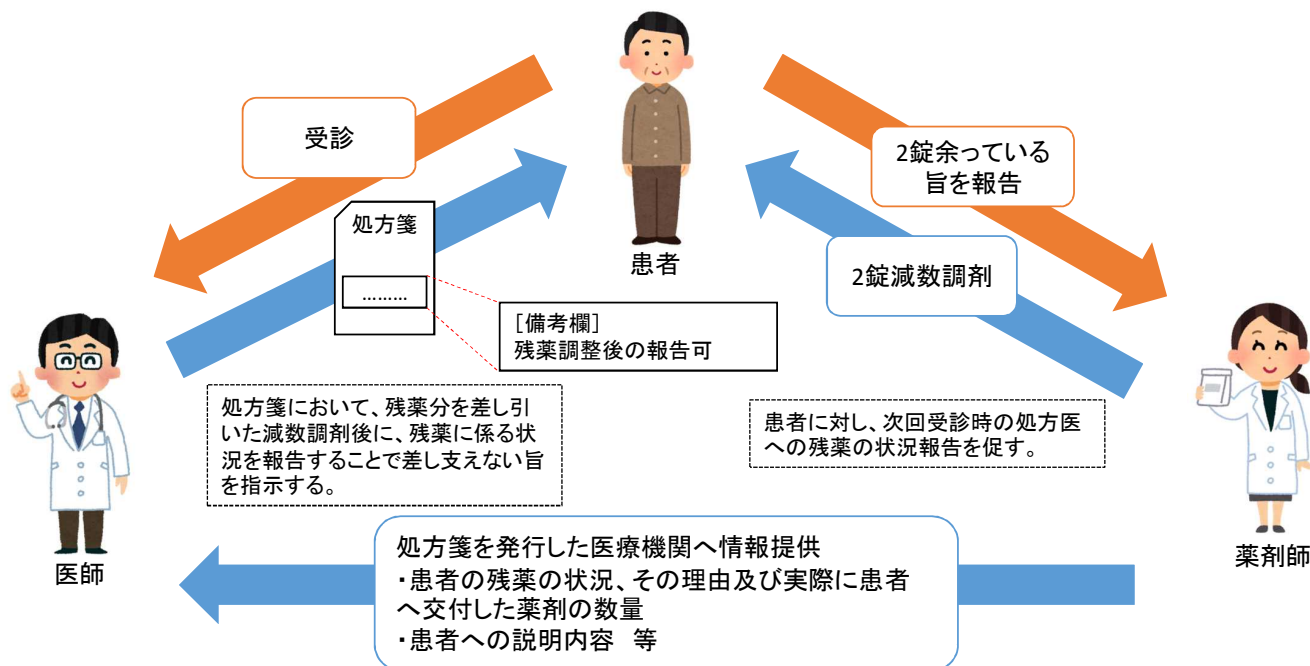 患者
受診
2錠余っている
旨を報告
処方箋
………
2錠減数調剤
[備考欄]
残薬調整後の報告可
処方箋において、残薬分を差し引
いた減数調剤後に、残薬に係る状
況を報告することで差し支えない旨
を指示する。
患者に対し、次回受診時の処方医
への残薬の状況報告を促す。
医師
薬剤師
処方箋を発行した医療機関へ情報提供
・患者の残薬の状況、その理由及び実際に患者
へ交付した薬剤の数量
・患者への説明内容　等